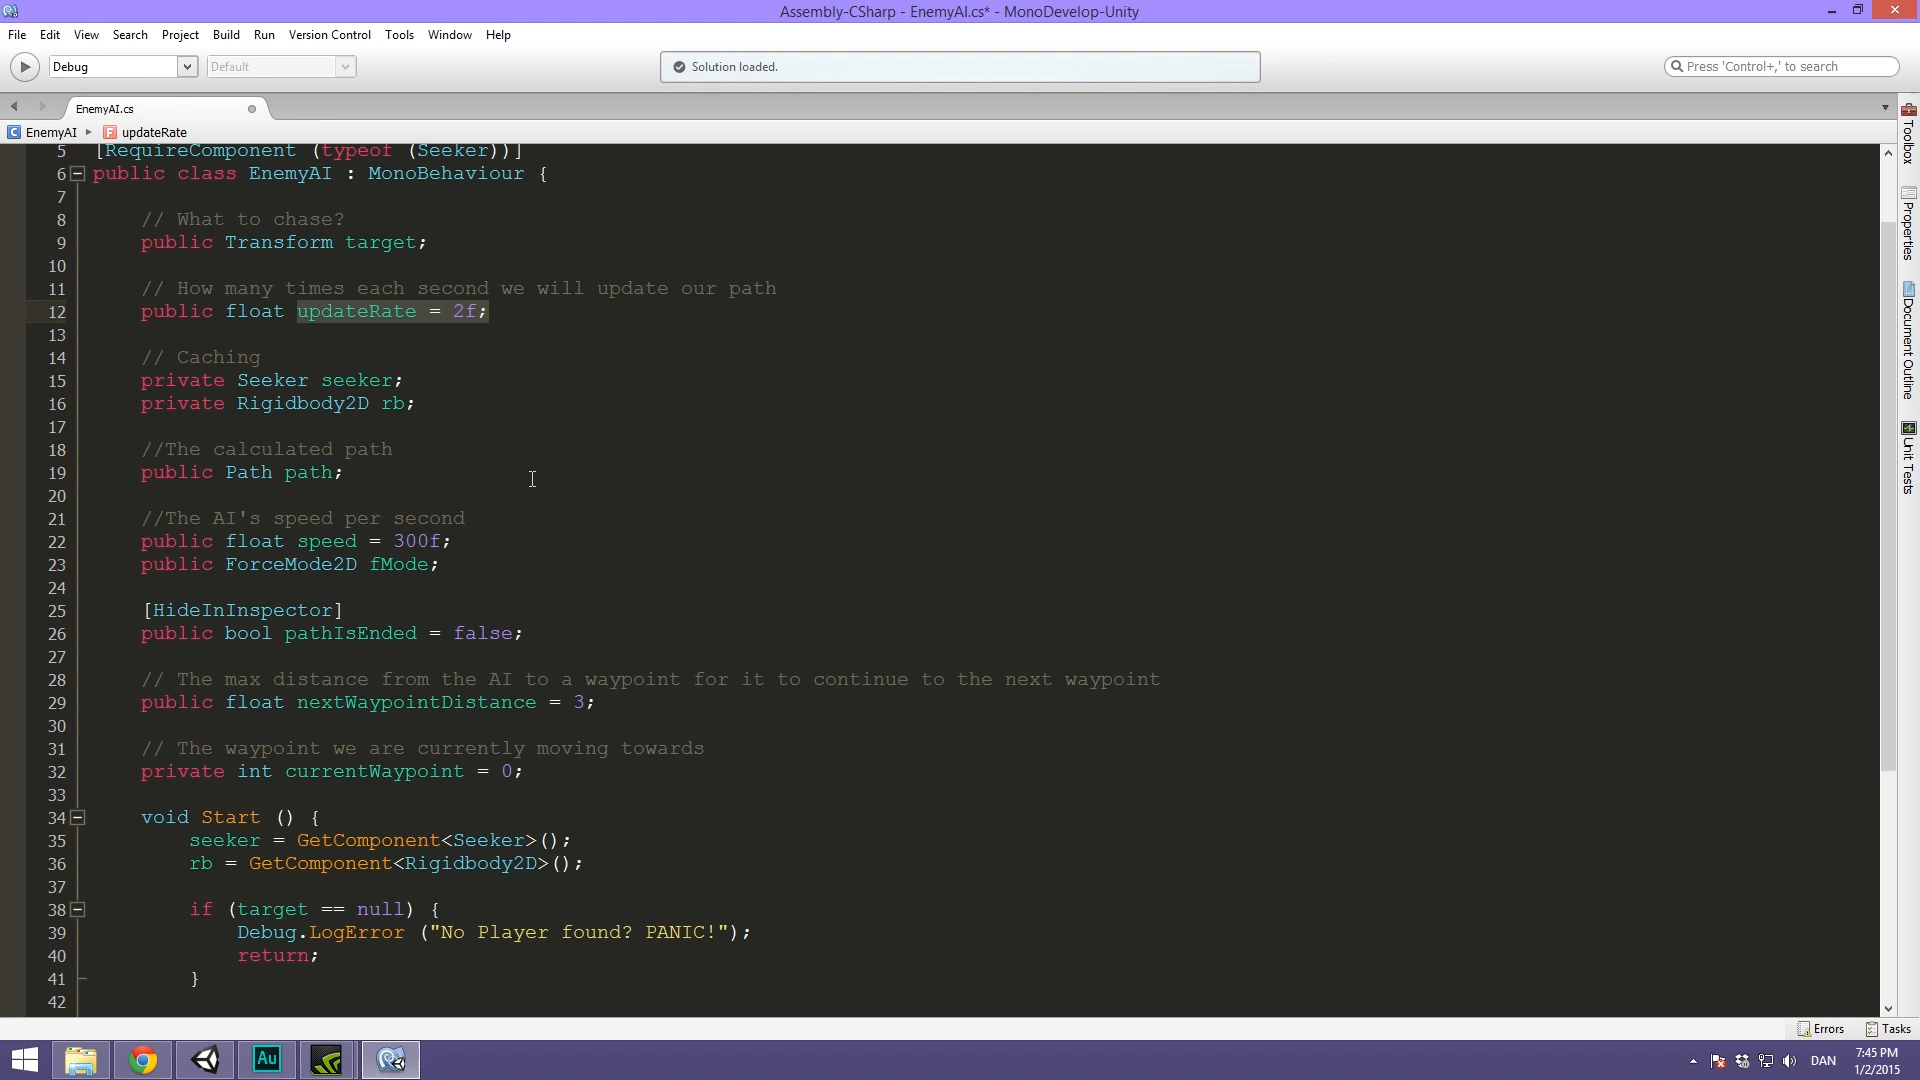 Assembly-CSharp - EnemyAI.cs* - MonoDevelop-Unity
File Edit View Search Project Build Run Version Control Tools Window Help
Debug Default Solution loaded. Press 'Control+,' to search
EnemyAI.cs
EnemyAI updateRate
5 [RequireComponent (typeof (Seeker))]
6 public class EnemyAI : MonoBehaviour {
7
8 // What to chase?
9 public Transform target;
10
11 // How many times each second we will update our path
12 public float updateRate = 2f;
13
14 // Caching
15 private Seeker seeker;
16 private Rigidbody2D rb;
17
18 //The calculated path
19 public Path path;
20
21 //The AI's speed per second
22 public float speed = 300f;
23 public ForceMode2D fMode;
24
25 [HideInInspector]
26 public bool pathIsEnded = false;
27
28 // The max distance from the AI to a waypoint for it to continue to the next waypoint
29 public float nextWaypointDistance = 3;
30
31 // The waypoint we are currently moving towards
32 private int currentWaypoint = 0;
33
34 void Start () {
35 seeker = GetComponent<Seeker>();
36 rb = GetComponent<Rigidbody2D>();
37
38 if (target == null) {
39 Debug.LogError ("No Player found? PANIC!");
40 return;
41 }
42
Toolbox
Properties
Document Outline
Unit Tests
Errors Tasks
Au
DAN
7:45 PM
1/2/2015